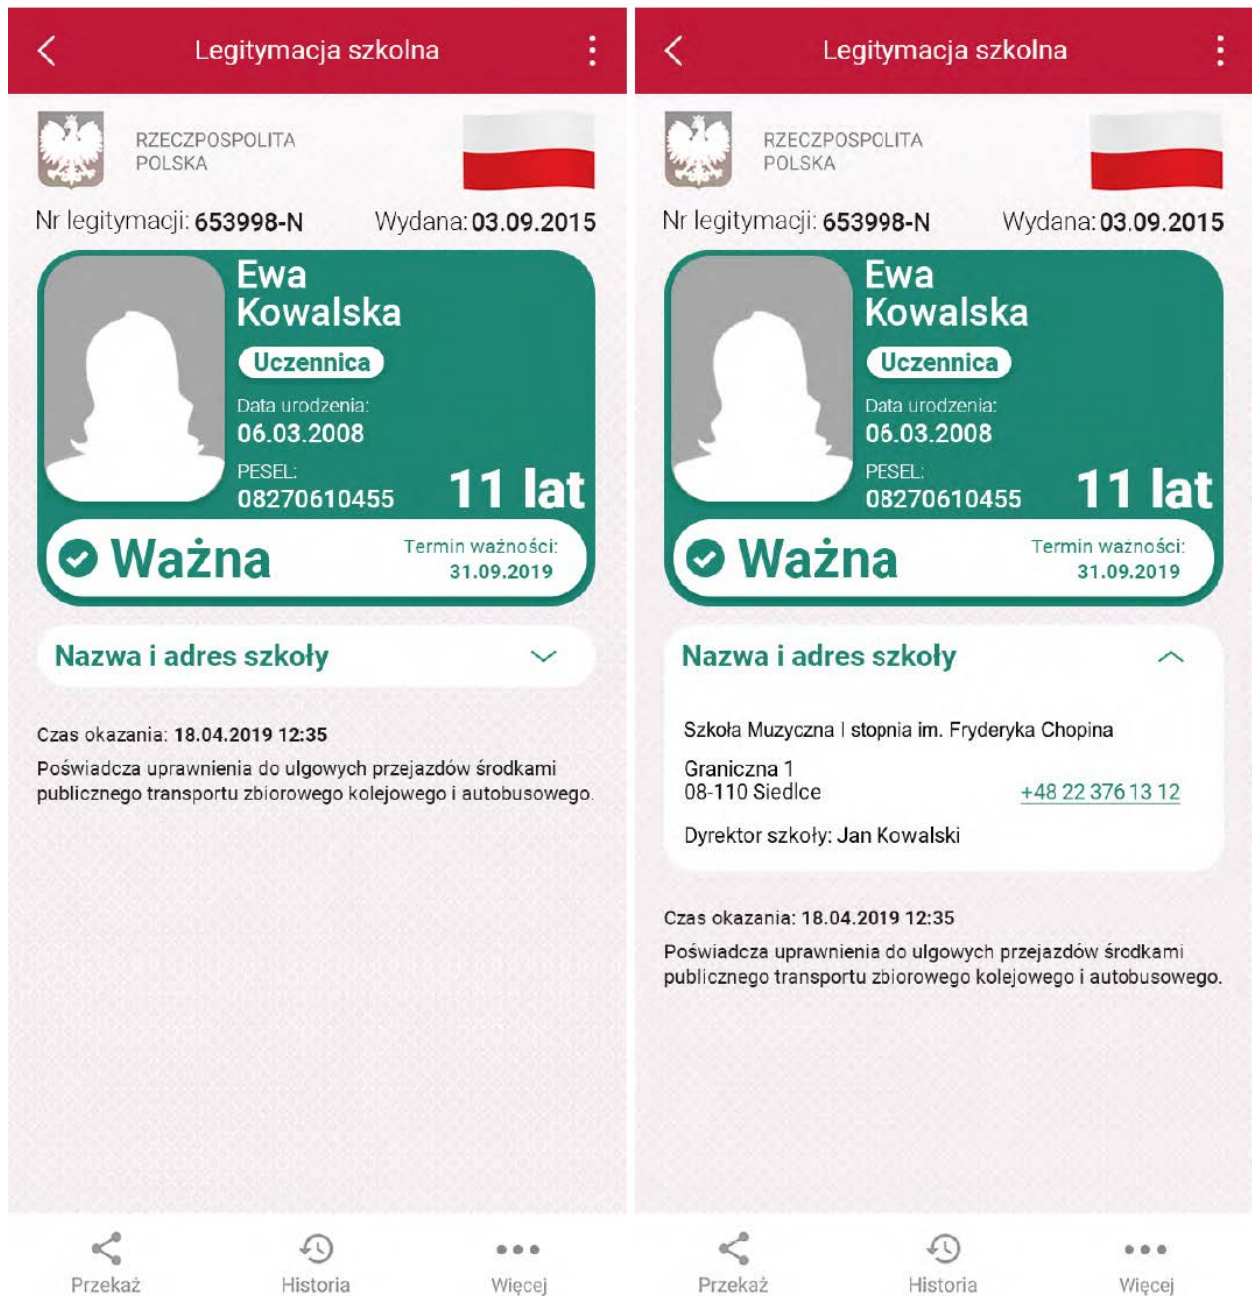 Legitymacja szkolna
RZECZPOSPOLITA
POLSKA
Nr legitymacji: 653998-N Wydana: 03.09.2015
Ewa
Kowalska
Uczennica
Data urodzenia:
06.03.2008
PESEL:
08270610455
11 lat
Ważna
Termin ważności:
31.09.2019
Nazwa i adres szkoły
Czas okazania: 18.04.2019 12:35
Poświadcza uprawnienia do ulgowych przejazdów środkami
publicznego transportu zbiorowego kolejowego i autobusowego.
Przekaż
Historia
Więcej
Legitymacja szkolna
RZECZPOSPOLITA
POLSKA
Nr legitymacji: 653998-N Wydana: 03.09.2015
Ewa
Kowalska
Uczennica
Data urodzenia:
06.03.2008
PESEL:
08270610455
11 lat
Ważna
Termin ważności:
31.09.2019
Nazwa i adres szkoły
Szkoła Muzyczna I stopnia im. Fryderyka Chopina
Graniczna 1
08-110 Siedlce
+48 22 376 13 12
Dyrektor szkoły: Jan Kowalski
Czas okazania: 18.04.2019 12:35
Poświadcza uprawnienia do ulgowych przejazdów środkami
publicznego transportu zbiorowego kolejowego i autobusowego.
Przekaż
Historia
Więcej